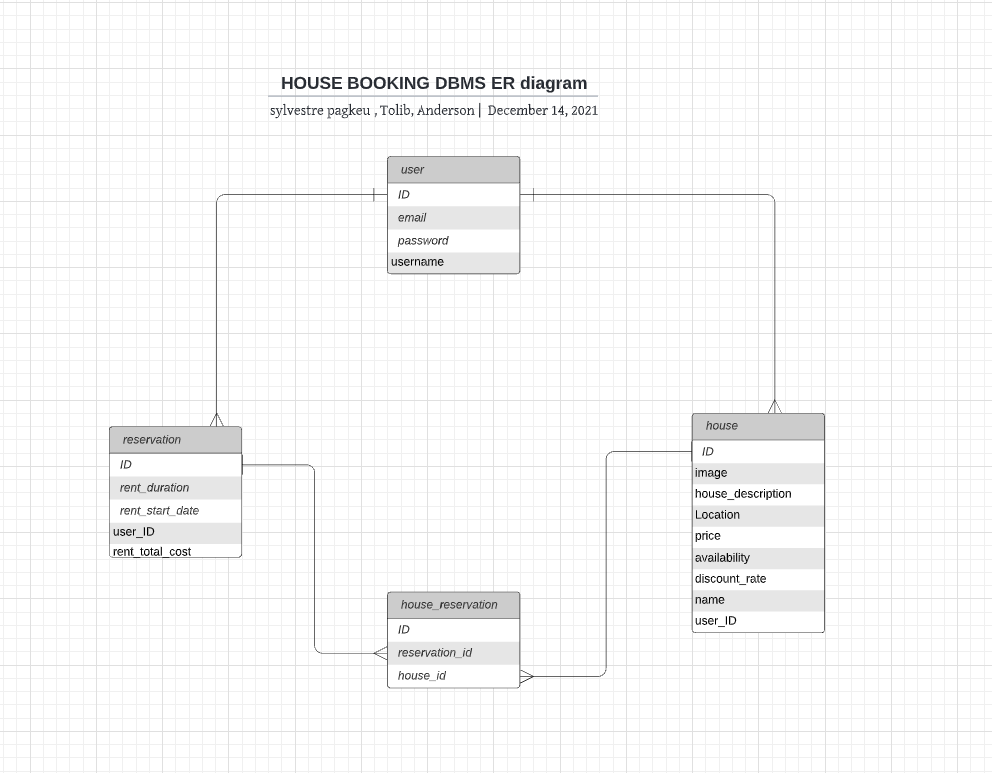 HOUSE BOOKING DBMS ER diagram
sylvestre pagkeu , Tolib, Anderson | December 14, 2021
user
ID
email
password
username
reservation
ID
rent_duration
rent_start_date
user_ID
rent_total_cost
house
ID
image
house_description
Location
price
availability
discount_rate
name
user_ID
house_reservation
ID
reservation_id
house_id